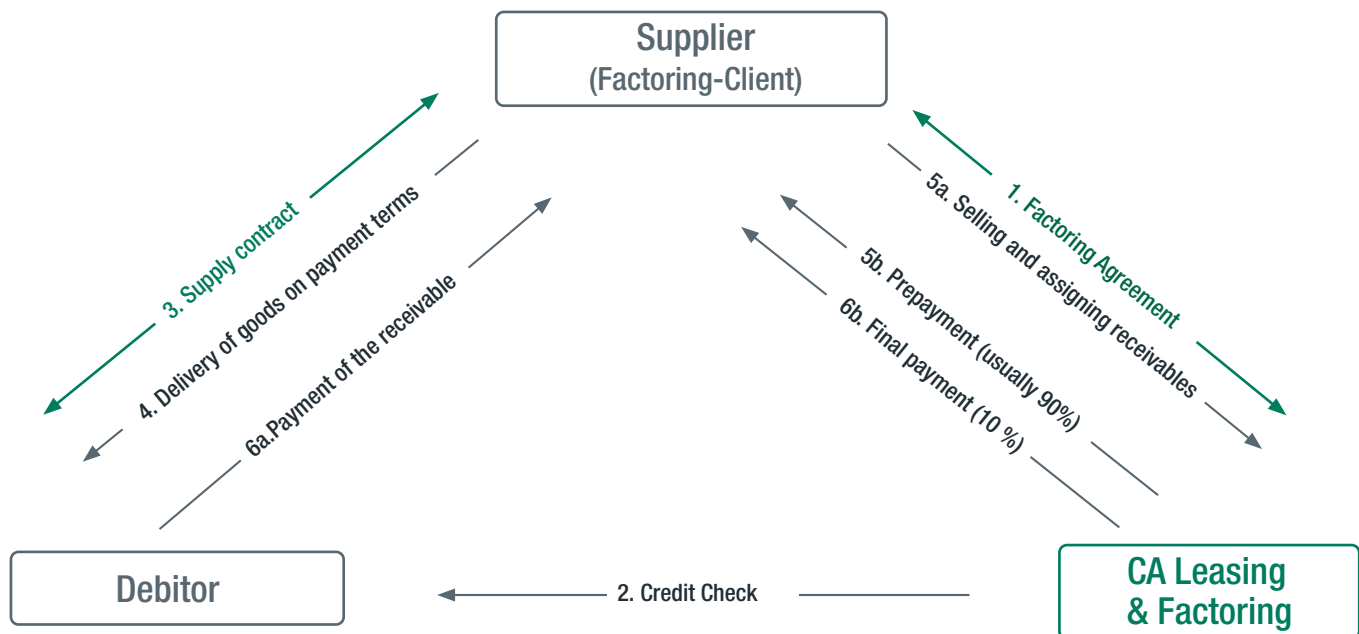 Supplier
(Factoring-Client)
1. Factoring Agreement
5a. Selling and assigning receivables
5b. Prepayment (usually 90%)
6b. Final payment (10 %)
3. Supply contract
4. Delivery of goods on payment terms
6a.Payment of the receivable
Debitor
2. Credit Check
CA Leasing
& Factoring